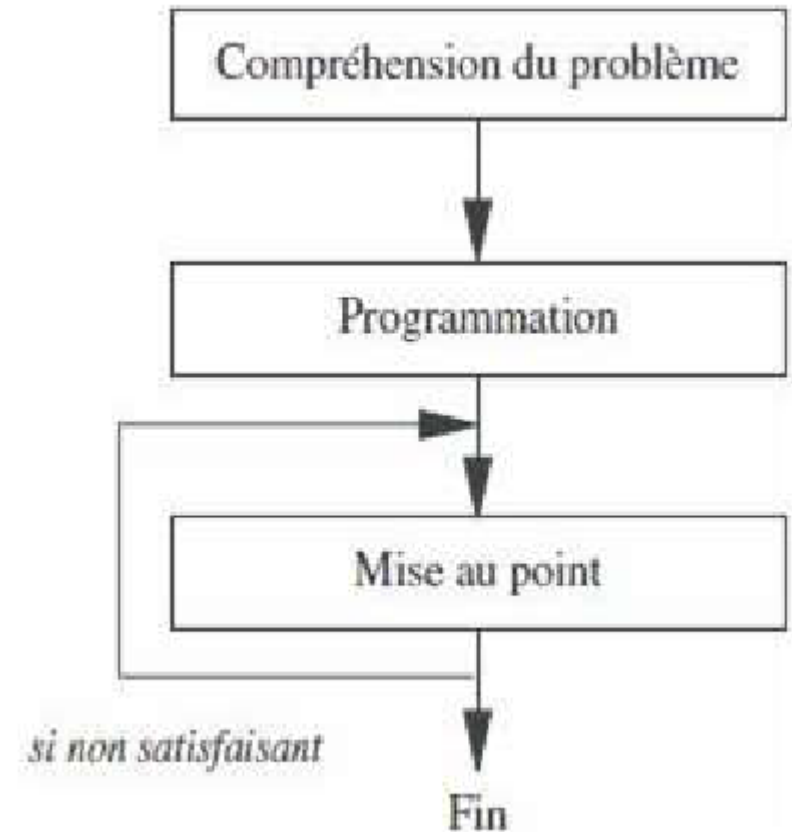 Compréhension du problème
Programmation
Mise au point
si non satisfaisant
Fin